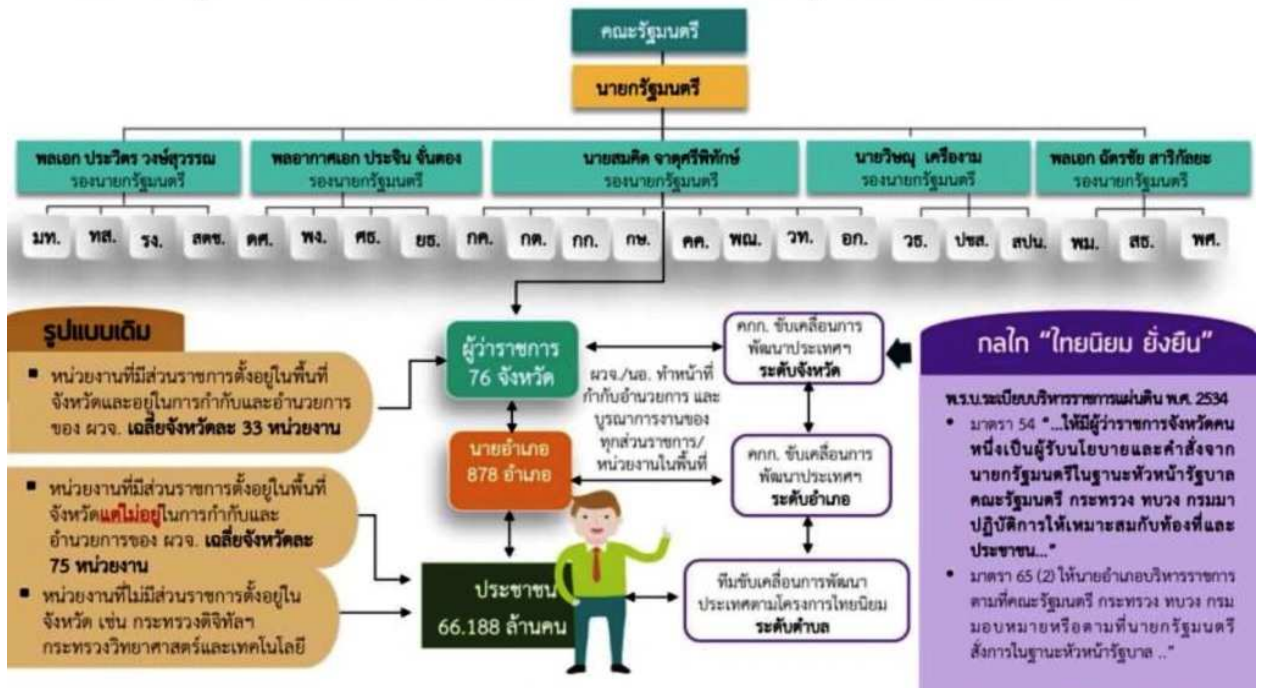 คณะรัฐมนตรี
นายกรัฐมนตรี
พลเอก ประวิตร วงษ์สุวรรณ
รองนายกรัฐมนตรี
พลอากาศเอก ประจิน จั่นตอง
รองนายกรัฐมนตรี
นายสมคิด จาตุศรีพิทักษ์
รองนายกรัฐมนตรี
นายวิษณุ เครืองาม
รองนายกรัฐมนตรี
พลเอก ฉัตรชัย สาริกัลยะ
รองนายกรัฐมนตรี
มท. ทส. รง. สตช. ดศ. พง. ศธ. ยธ. กค. กต. กก. กษ. คค. พณ. วท. อก. วธ. ปชส. สปน. พม. สธ. พศ.
รูปแบบเดิม
หน่วยงานที่มีส่วนราชการตั้งอยู่ในพื้นที่
จังหวัดและอยู่ในการกำกับและอำนวยการ
ของ ผวจ. เฉลี่ยจังหวัดละ 33 หน่วยงาน
หน่วยงานที่มีส่วนราชการตั้งอยู่ในพื้นที่
จังหวัดแต่ไม่อยู่ในการกำกับและ
อำนวยการของ ผวจ. เฉลี่ยจังหวัดละ
75 หน่วยงาน
หน่วยงานที่ไม่มีส่วนราชการตั้งอยู่ใน
จังหวัด เช่น กระทรวงดิจิทัลฯ
กระทรวงวิทยาศาสตร์และเทคโนโลยี
ผู้ว่าราชการ
76 จังหวัด
นายอำเภอ
878 อำเภอ
ประชาชน
66.188 ล้านคน
ผวจ./นอ. ทำหน้าที่
กำกับอำนวยการ และ
บูรณาการงานของ
ทุกส่วนราชการ/
หน่วยงานในพื้นที่
คกก. ขับเคลื่อนการ
พัฒนาประเทศฯ
ระดับจังหวัด
คกก. ขับเคลื่อนการ
พัฒนาประเทศฯ
ระดับอำเภอ
ทีมขับเคลื่อนการพัฒนา
ประเทศตามโครงการไทยนิยม
ระดับตำบล
กลไก “ไทยนิยม ยั่งยืน”
พ.ร.บ.ระเบียบบริหารราชการแผ่นดิน พ.ศ. 2534
มาตรา 54 “...ให้มีผู้ว่าราชการจังหวัดคน
หนึ่งเป็นผู้รับนโยบายและคำสั่งจาก
นายกรัฐมนตรีในฐานะหัวหน้ารัฐบาล
คณะรัฐมนตรี กระทรวง ทบวง กรมมา
ปฏิบัติการให้เหมาะสมกับท้องที่และ
ประชาชน...”
มาตรา 65 (2) ให้นายอำเภอบริหารราชการ
ตามที่คณะรัฐมนตรี กระทรวง ทบวง กรม
มอบหมายหรือตามที่นายกรัฐมนตรี
สั่งการในฐานะหัวหน้ารัฐบาล ..”